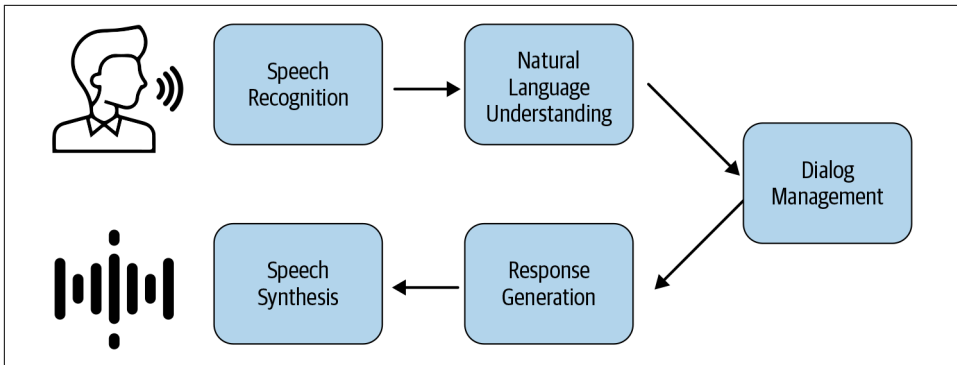 Speech
Recognition
Natural
Language
Understanding
Dialog
Management
Speech
Synthesis
Response
Generation